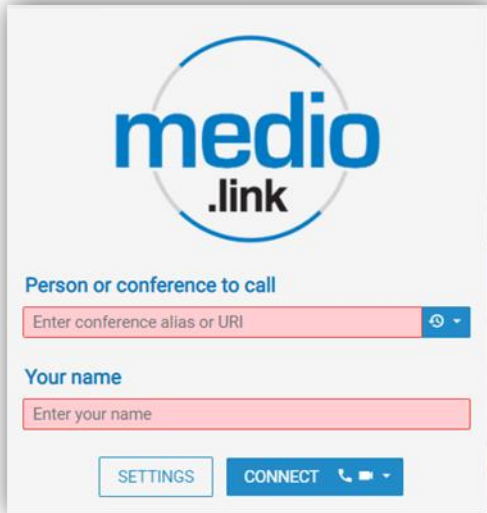 medio
.link
Person or conference to call
Enter conference alias or URI
Your name
Enter your name
SETTINGS
CONNECT